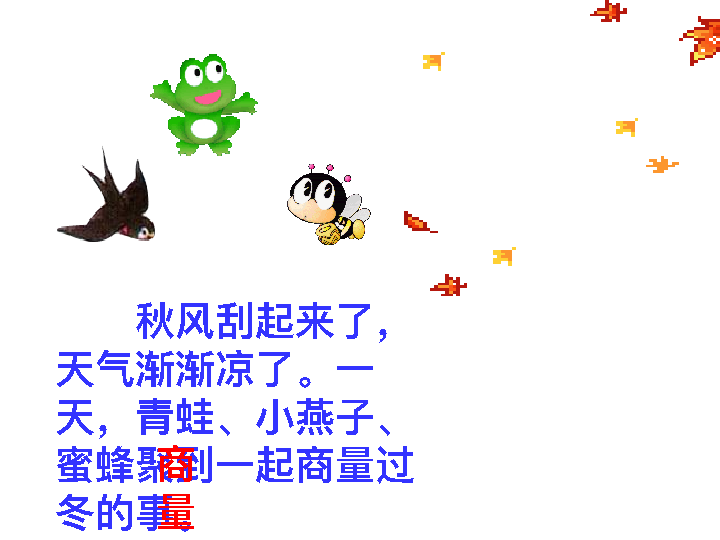 秋风刮起来了，
天气渐渐凉了。一
天，青蛙、小燕子、
蜜蜂聚到一起商量过
冬的事。
商
量